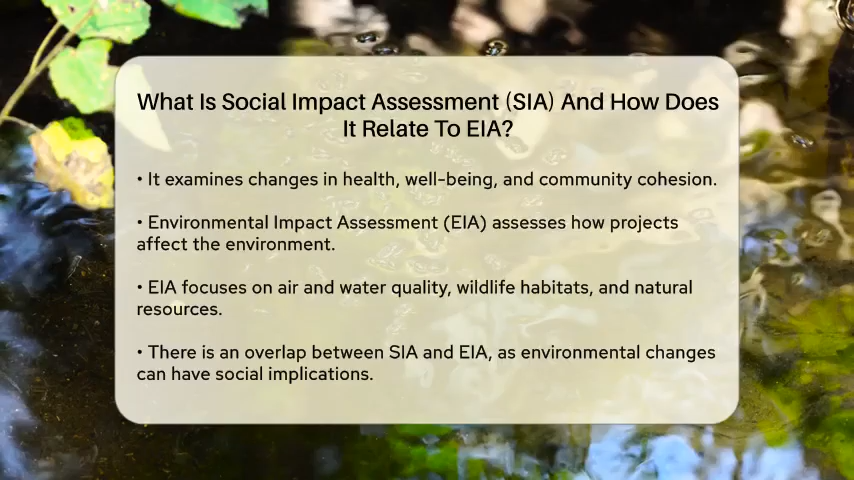 What Is Social Impact Assessment (SIA) And How Does
It Relate To EIA?
• It examines changes in health, well-being, and community cohesion.
• Environmental Impact Assessment (EIA) assesses how projects
affect the environment.
• EIA focuses on air and water quality, wildlife habitats, and natural
resources.
• There is an overlap between SIA and EIA, as environmental changes
can have social implications.